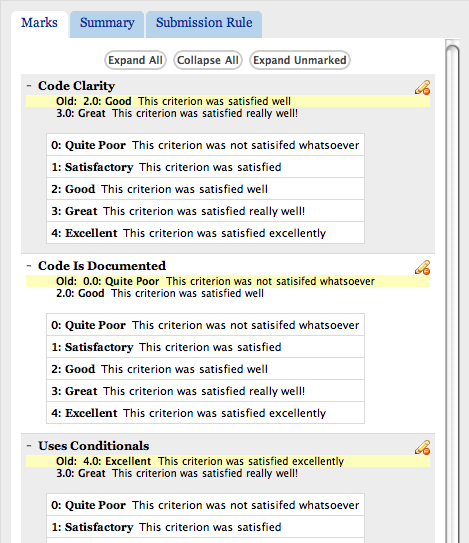 Marks Summary Submission Rule
Expand All Collapse All Expand Unmarked
- Code Clarity
Old: 2.0: Good This criterion was satisfied well
3.0: Great This criterion was satisfied really well!
0: Quite Poor This criterion was not satisifed whatsoever
1: Satisfactory This criterion was satisfied
2: Good This criterion was satisfied well
3: Great This criterion was satisfied really well!
4: Excellent This criterion was satisfied excellently
- Code Is Documented
Old: 0.0: Quite Poor This criterion was not satisifed whatsoever
2.0: Good This criterion was satisfied well
0: Quite Poor This criterion was not satisifed whatsoever
1: Satisfactory This criterion was satisfied
2: Good This criterion was satisfied well
3: Great This criterion was satisfied really well!
4: Excellent This criterion was satisfied excellently
- Uses Conditionals
Old: 4.0: Excellent This criterion was satisfied excellently
3.0: Great This criterion was satisfied really well!
0: Quite Poor This criterion was not satisifed whatsoever
1: Satisfactory This criterion was satisfied